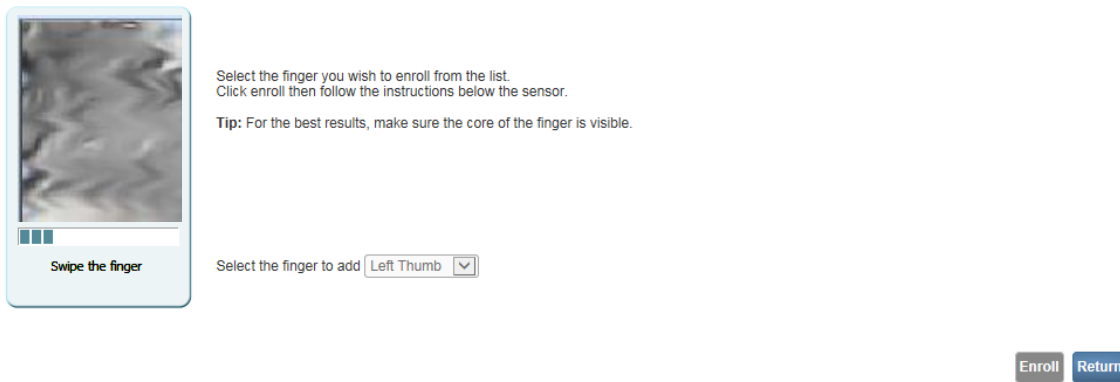 Select the finger you wish to enroll from the list.
Click enroll then follow the instructions below the sensor.
Tip: For the best results, make sure the core of the finger is visible.
Swipe the finger
Select the finger to add Left Thumb
Enroll Return